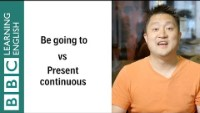 BBC
LEARNING
ENGLISH
Be going to
vs
Present
continuous